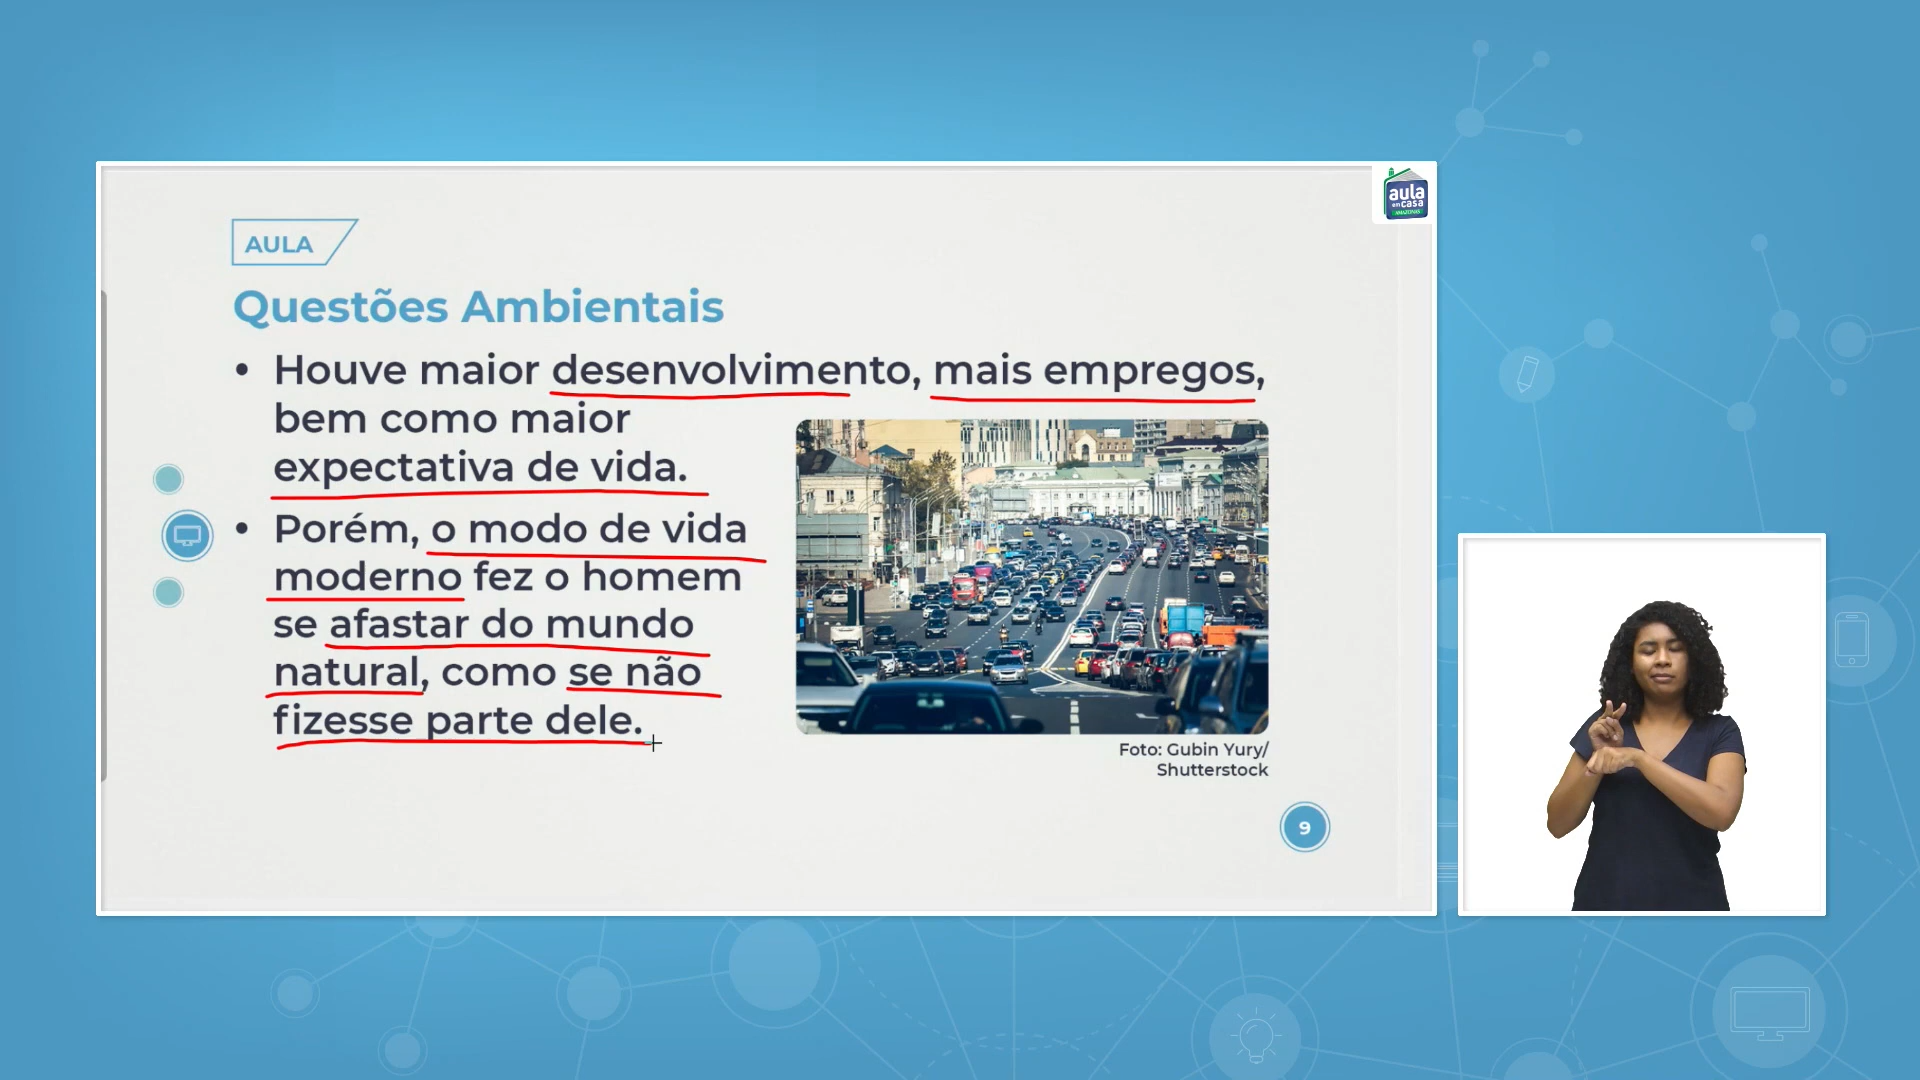 aula
em casa
AMAZONAS
AULA
Questões Ambientais
• Houve maior desenvolvimento, mais empregos,
bem como maior
expectativa de vida.
• Porém, o modo de vida
moderno fez o homem
se afastar do mundo
natural, como se não
fizesse parte dele.
Foto: Gubin Yury/
Shutterstock
9